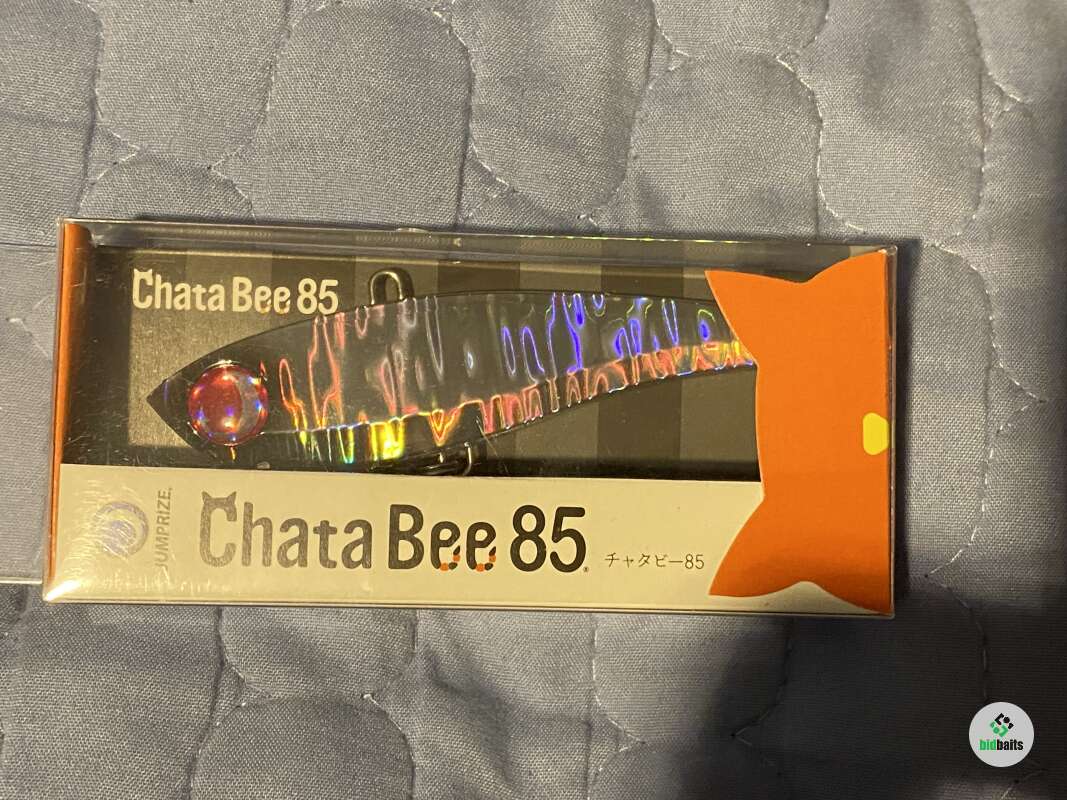 Chata Bee 85
JUMPRIZE®
Chata Bee 85®
チャタビー85
bidbaits